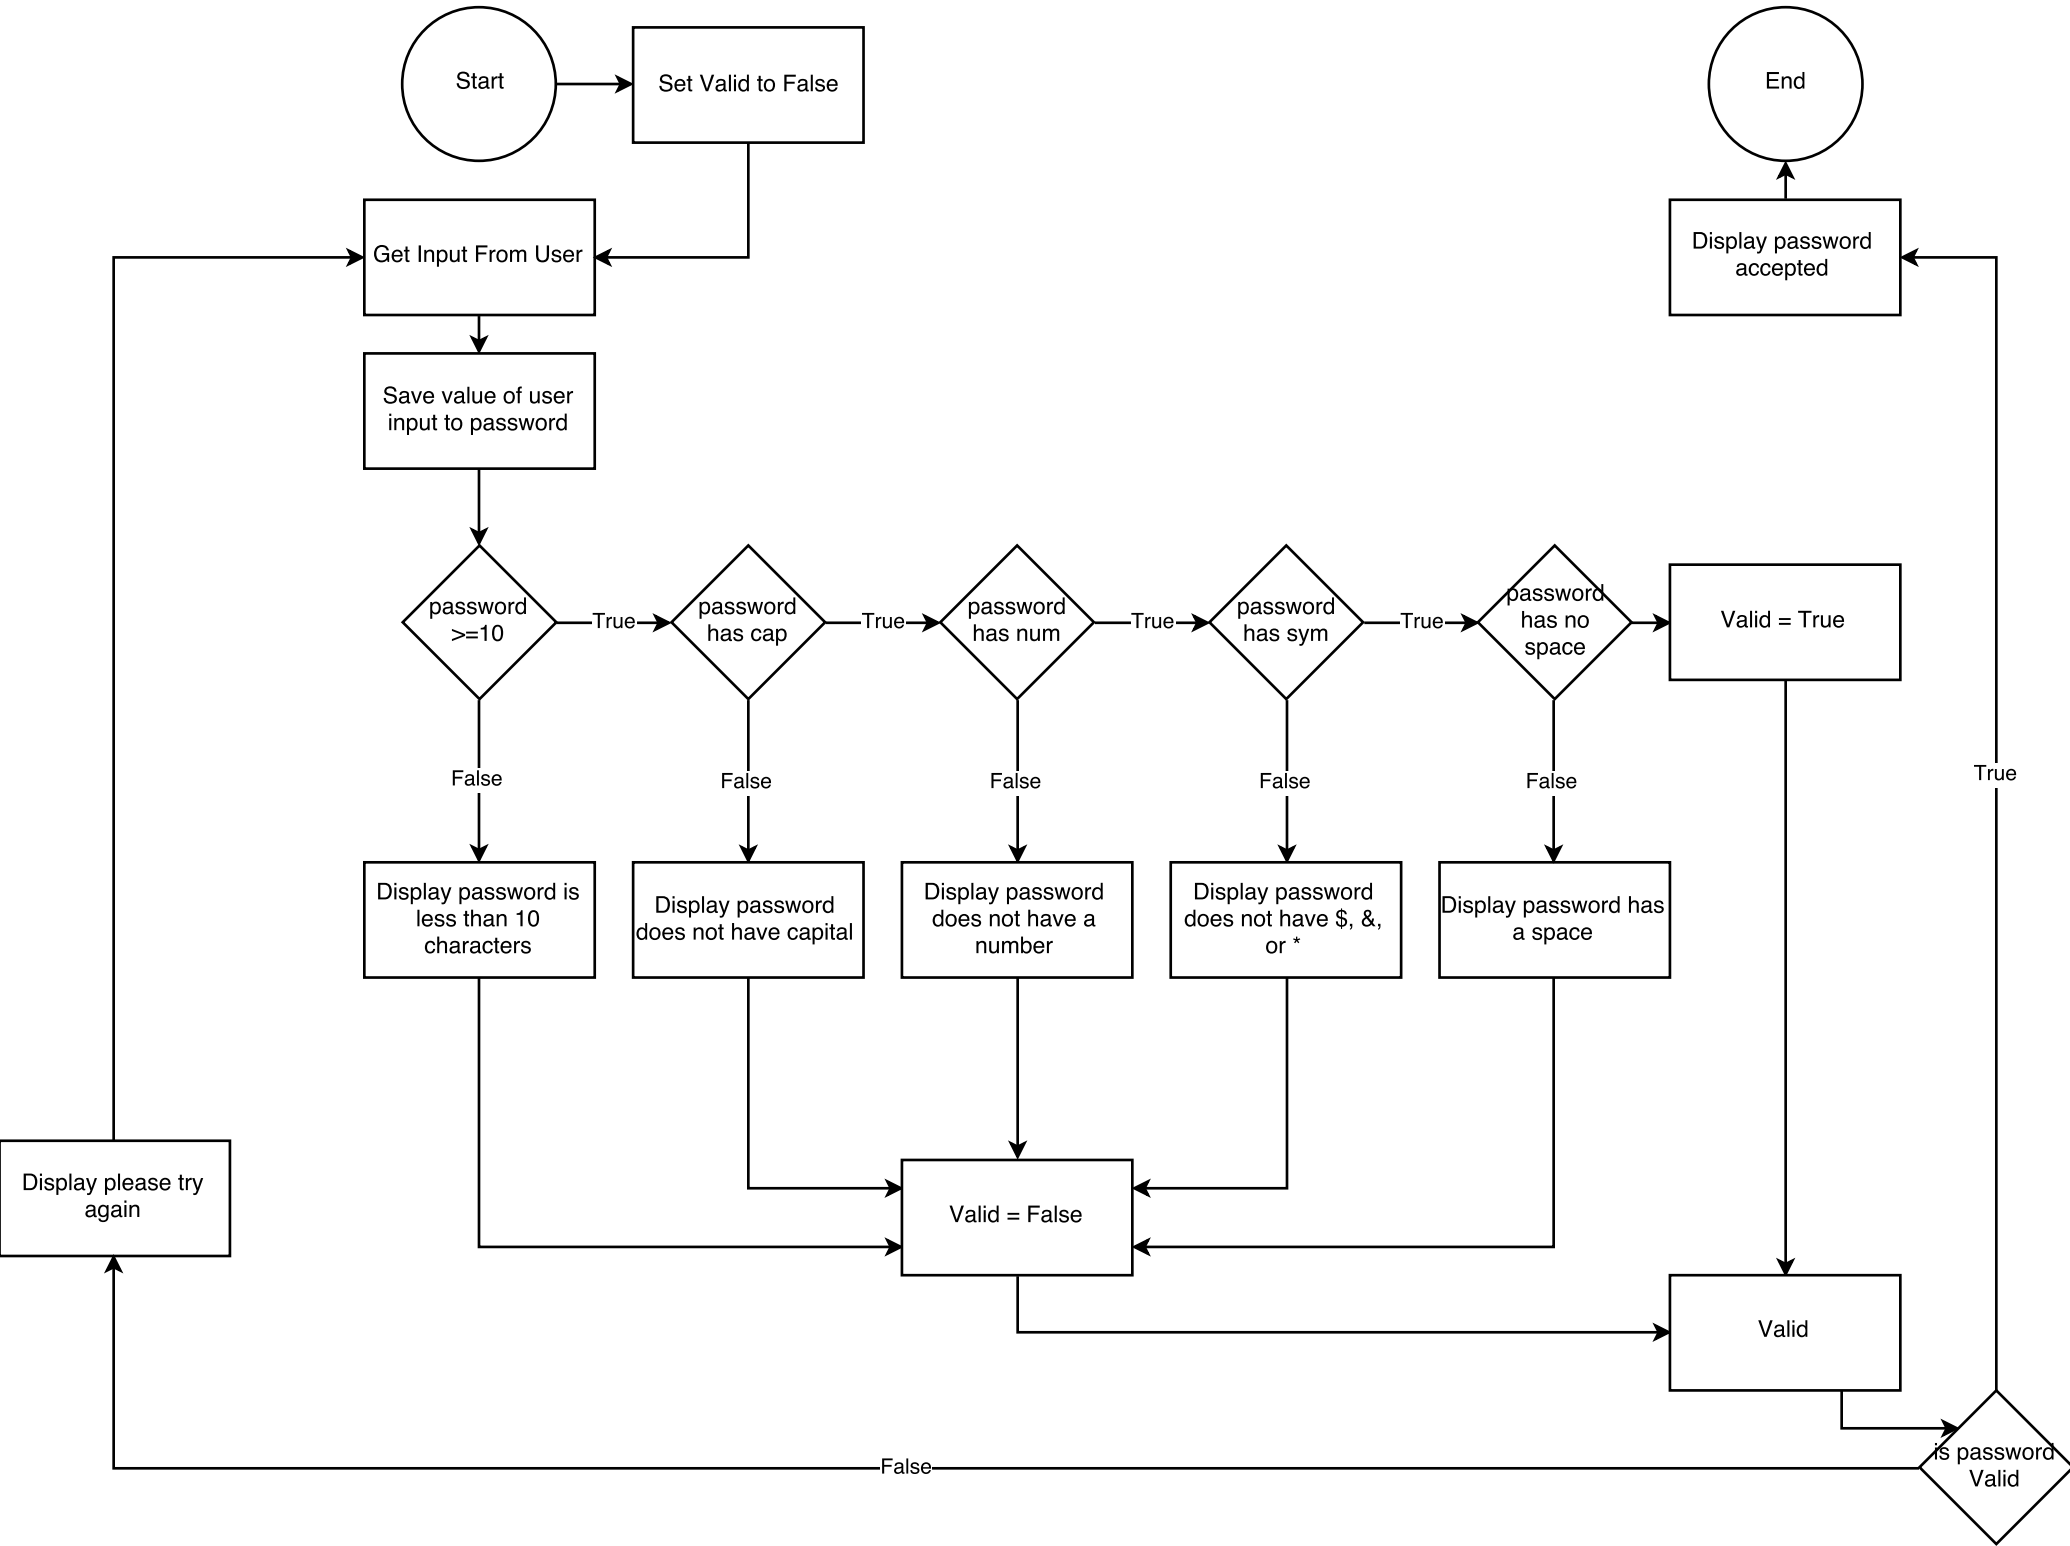 Start
Set Valid to False
End
Get Input From User
Display password
accepted
Save value of user
input to password
password
>=10
True
password
has cap
True
password
has num
True
password
has sym
True
password
has no
space
Valid = True
True
False
False
False
False
False
Display password is
less than 10
characters
Display password
does not have capital
Display password
does not have a
number
Display password
does not have $, &,
or *
Display password has
a space
Display please try
again
Valid = False
Valid
False
is password
Valid